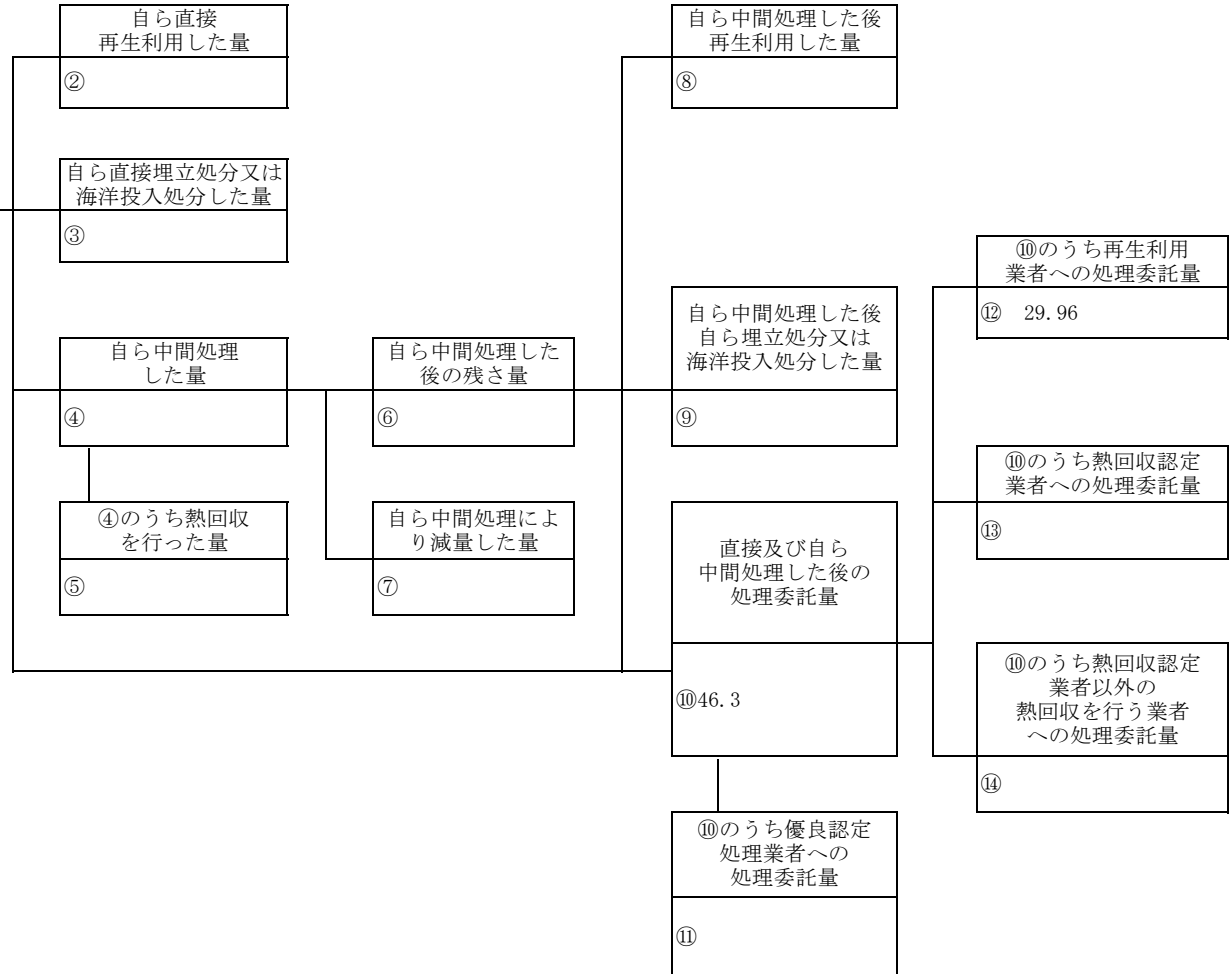 自ら直接
再生利用した量
②
自ら直接埋立処分又は
海洋投入処分した量
③
自ら中間処理
した量
④
④のうち熱回収
を行った量
⑤
自ら中間処理した
後の残さ量
⑥
自ら中間処理によ
り減量した量
⑦
自ら中間処理した後
再生利用した量
⑧
自ら中間処理した後
自ら埋立処分又は
海洋投入処分した量
⑨
直接及び自ら
中間処理した後の
処理委託量
⑩46.3
⑩のうち優良認定
処理業者への
処理委託量
⑪
⑩のうち再生利用
業者への処理委託量
⑫ 29.96
⑩のうち熱回収認定
業者への処理委託量
⑬
⑩のうち熱回収認定
業者以外の
熱回収を行う業者
への処理委託量
⑭